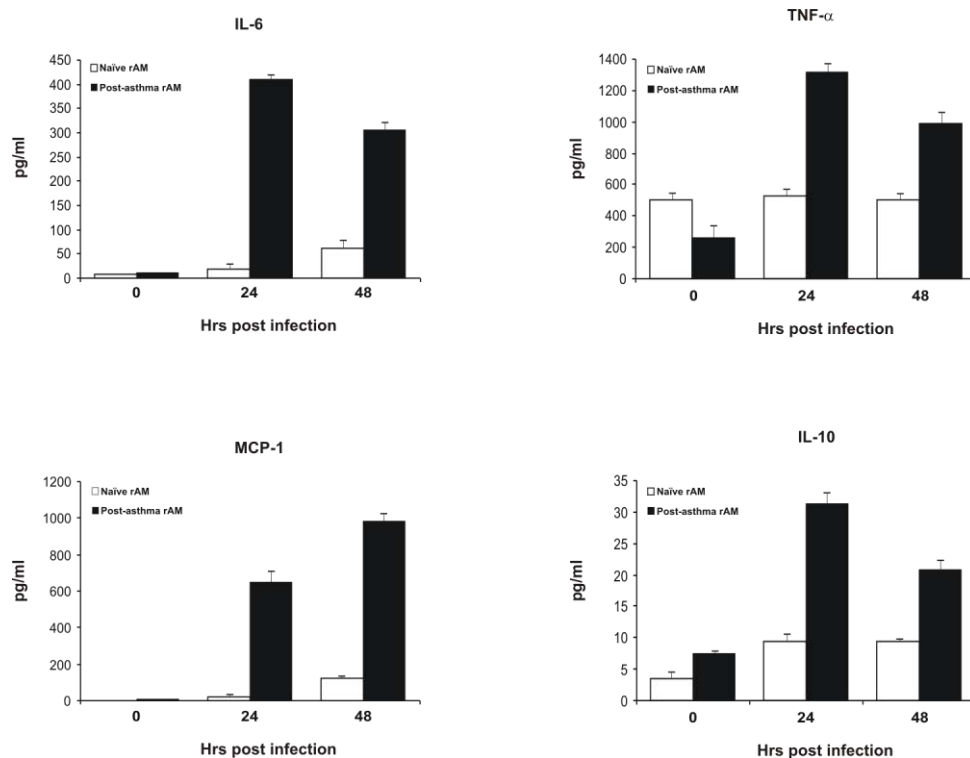 IL-6
450
400
350
300
250
200
150
100
50
0
pg/ml
Naïve rAM
Post-asthma rAM
0 24 48
Hrs post infection
TNF-α
1400
1200
1000
800
600
400
200
0
pg/ml
Naïve rAM
Post-asthma rAM
0 24 48
Hrs post infection
MCP-1
1200
1000
800
600
400
200
0
pg/ml
Naïve rAM
Post-asthma rAM
0 24 48
Hrs post infection
IL-10
35
30
25
20
15
10
5
0
pg/ml
Naïve rAM
Post-asthma rAM
0 24 48
Hrs post infection